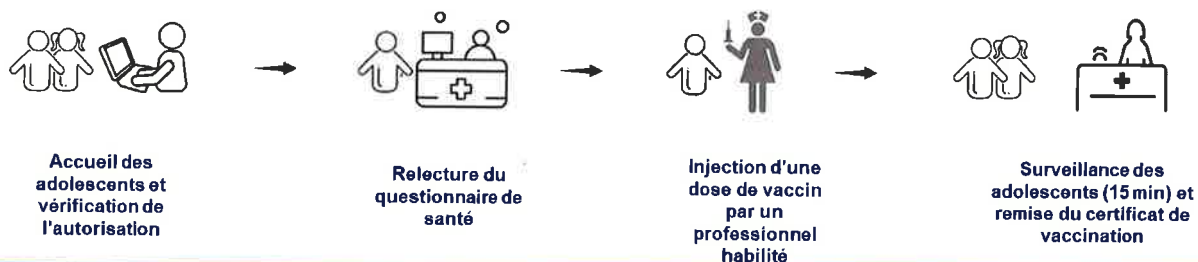 Accueil des
adolescents et
vérification de
l'autorisation
Relecture du
questionnaire de
santé
Injection d'une
dose de vaccin
par un
professionnel
habilité
Surveillance des
adolescents (15 min) et
remise du certificat de
vaccination